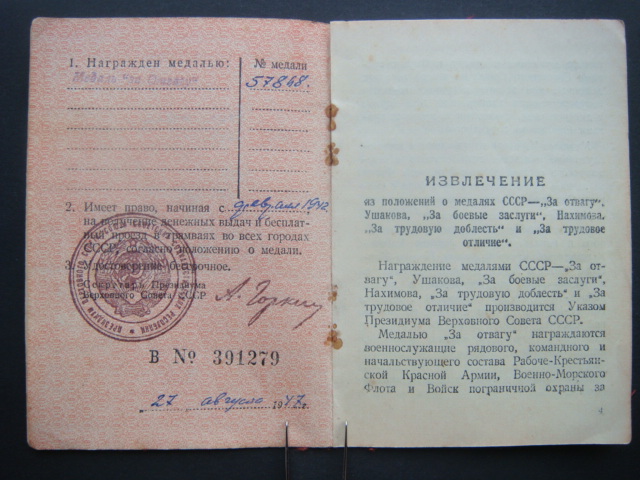 1. Награжден медалью:
№ медали
Медаль "За Отвагу"
57868.
2. Имеет право, начиная с февраля 1942
на получение денежных выдач и бесплат-
ный проезд в трамваях во всех городах
СССР, согласно положению о медали.
3. Удостоверение бессрочное.
Секретарь Президиума
Верховного Совета СССР
А. Горкин
В № 391279
27 августа 1947 г.
ИЗВЛЕЧЕНИЕ
из положений о медалях СССР—„За отвагу“,
Ушакова, „За боевые заслуги“, Нахимова,
„За трудовую доблесть“ и „За трудовое
отличие“.
Награждение медалями СССР—„За от-
вагу“, Ушакова, „За боевые заслуги“,
Нахимова, „За трудовую доблесть“ и „За
трудовое отличие“ производится Указом
Президиума Верховного Совета СССР.
Медалью „За отвагу“ награждаются
военнослужащие рядового, командного и
начальствующего состава Рабоче-Крестьян-
ской Красной Армии, Военно-Морского
Флота и Войск пограничной охраны за